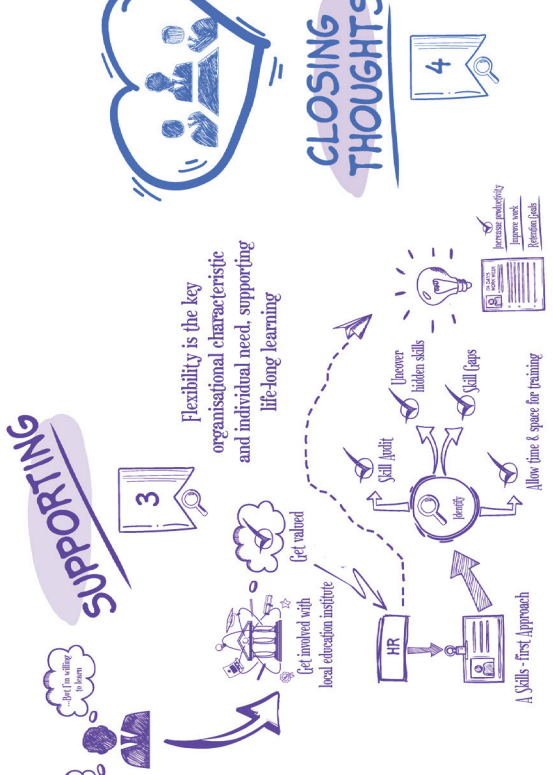 SUPPORTING
3
...But I'm willing
to learn
Get involved with
local education institute
Get valued
Flexibility is the key
organisational characteristic
and individual need, supporting
life-long learning
HR
A Skills - first Approach
Identify
Skill Audit
Uncover
hidden skills
Skill Gaps
Allow time & space for training
WORK WEEK
Increase productivity
Improve work
Retention Goals
CLOSING
THOUGHTS
4